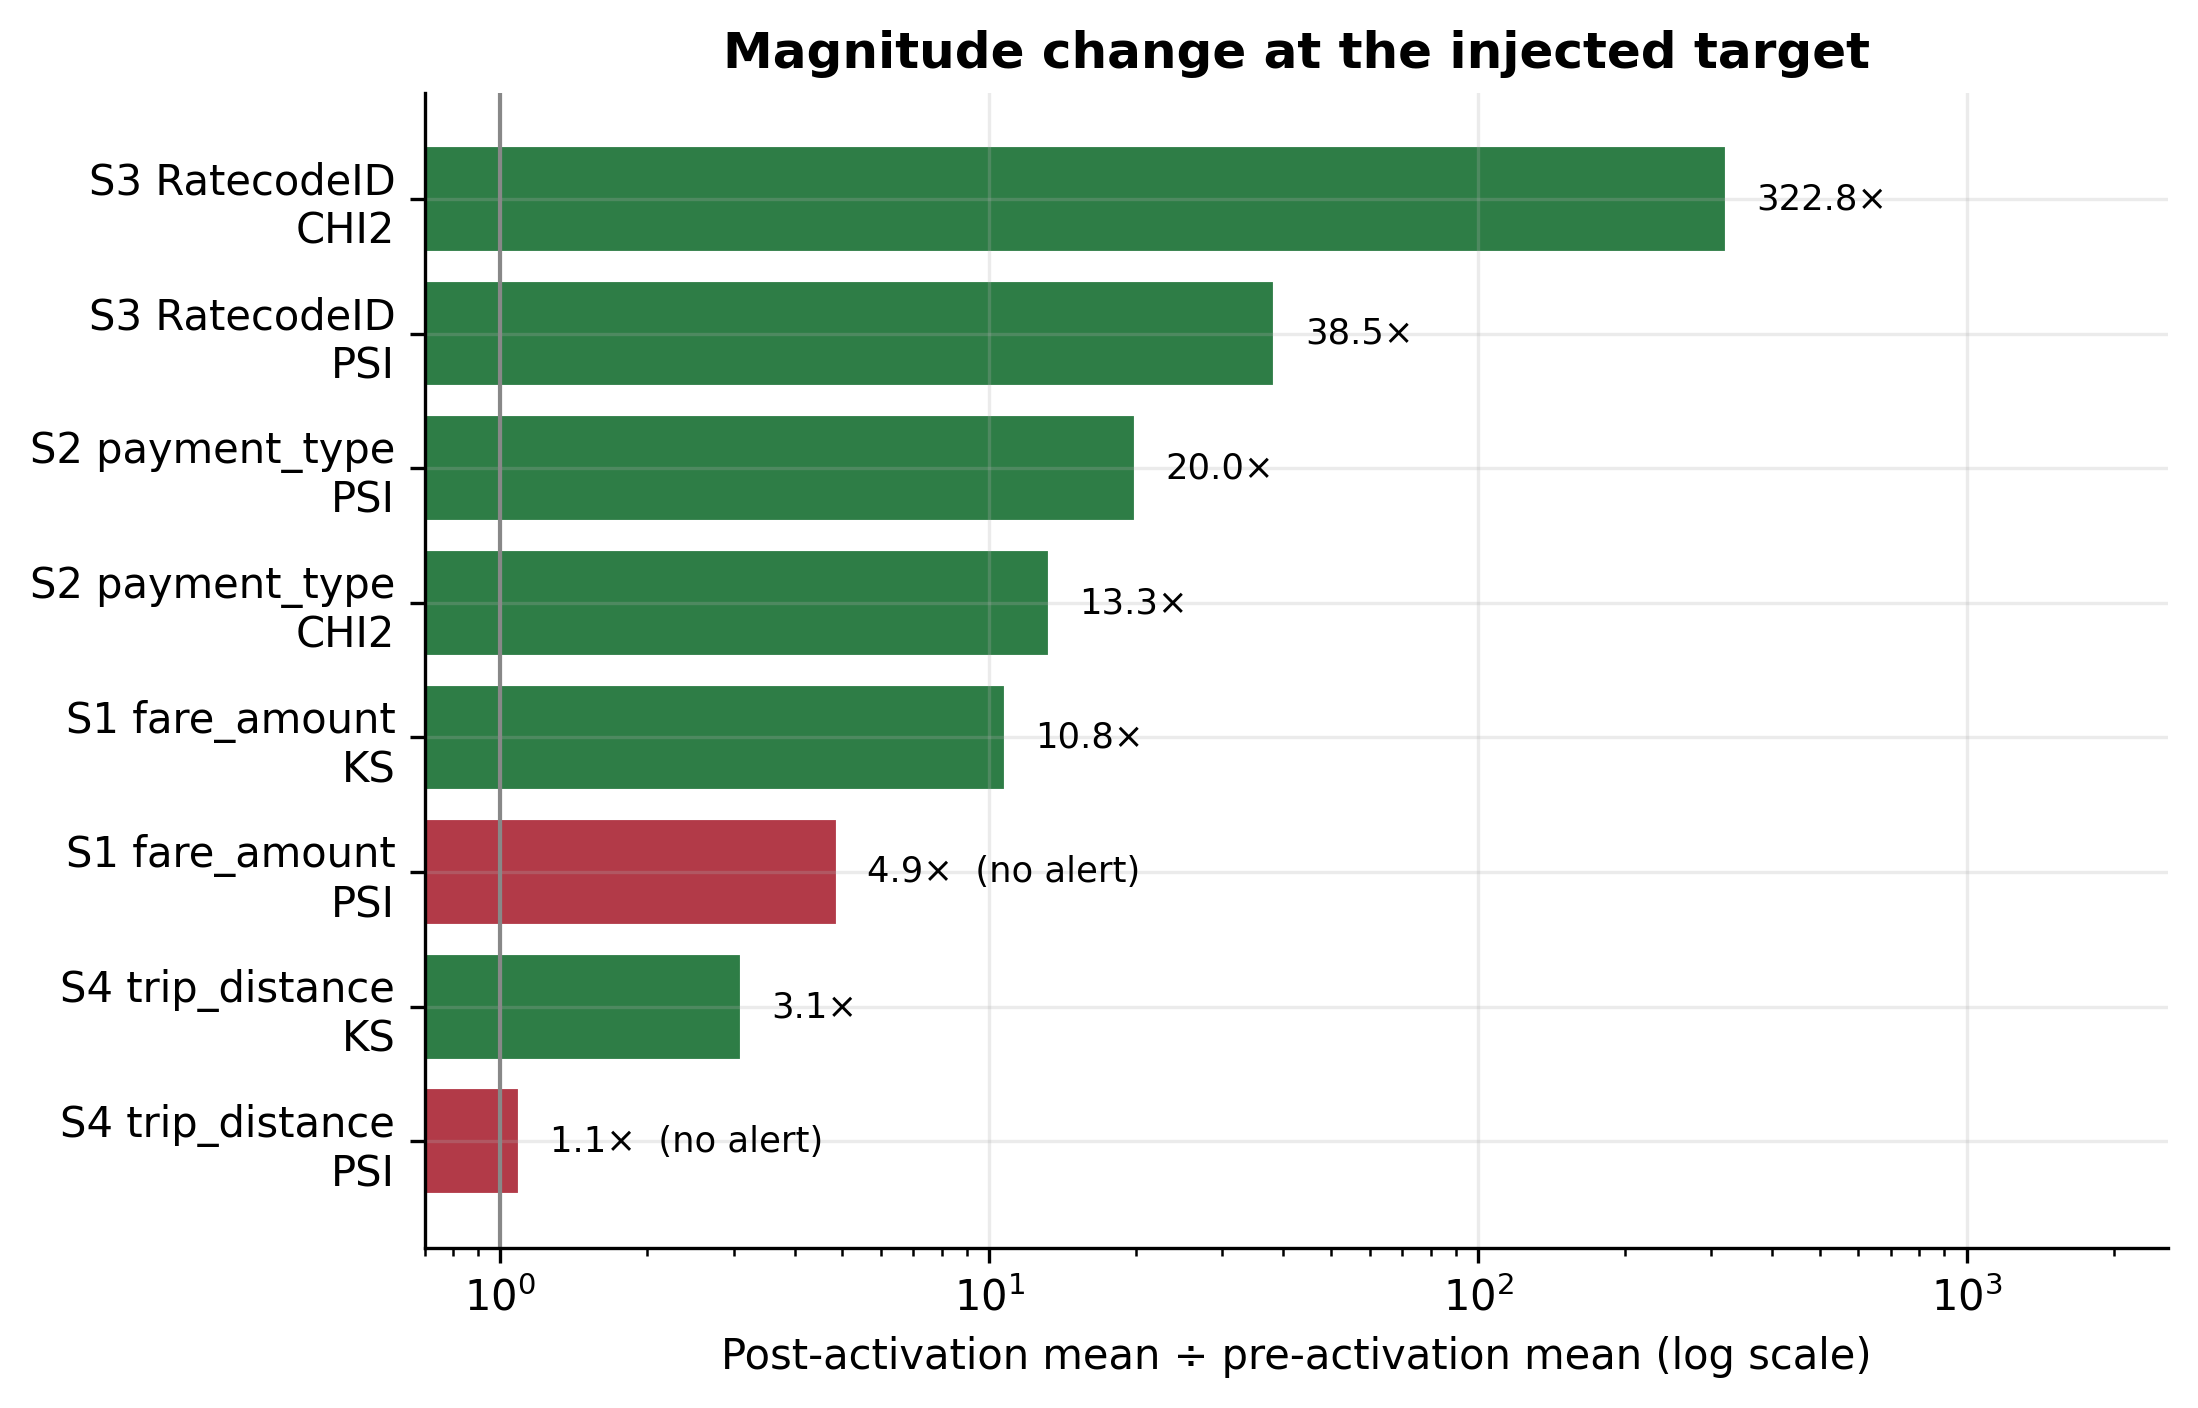 Magnitude change at the injected target
S3 RatecodeID
CHI2
322.8×
S3 RatecodeID
PSI
38.5×
S2 payment_type
PSI
20.0×
S2 payment_type
CHI2
13.3×
S1 fare_amount
KS
10.8×
S1 fare_amount
PSI
4.9× (no alert)
S4 trip_distance
KS
3.1×
S4 trip_distance
PSI
1.1× (no alert)
10⁰ 10¹ 10² 10³
Post-activation mean ÷ pre-activation mean (log scale)